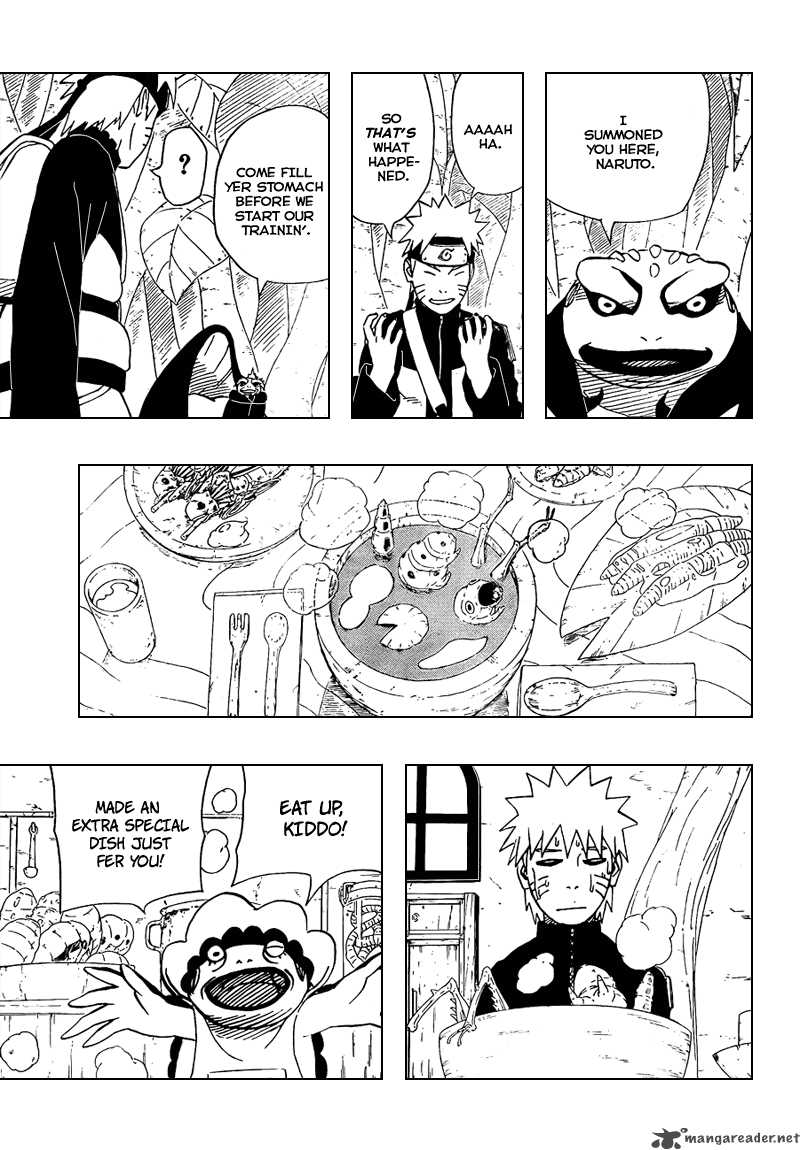 I
SUMMONED
YOU HERE,
NARUTO.
AAAAH
HA.
SO
THAT'S
WHAT
HAPPE-
NED.
?
COME FILL
YER STOMACH
BEFORE WE
START OUR
TRAININ'.
EAT UP,
KIDDO!
MADE AN
EXTRA SPECIAL
DISH JUST
FER YOU!
mangareader.net